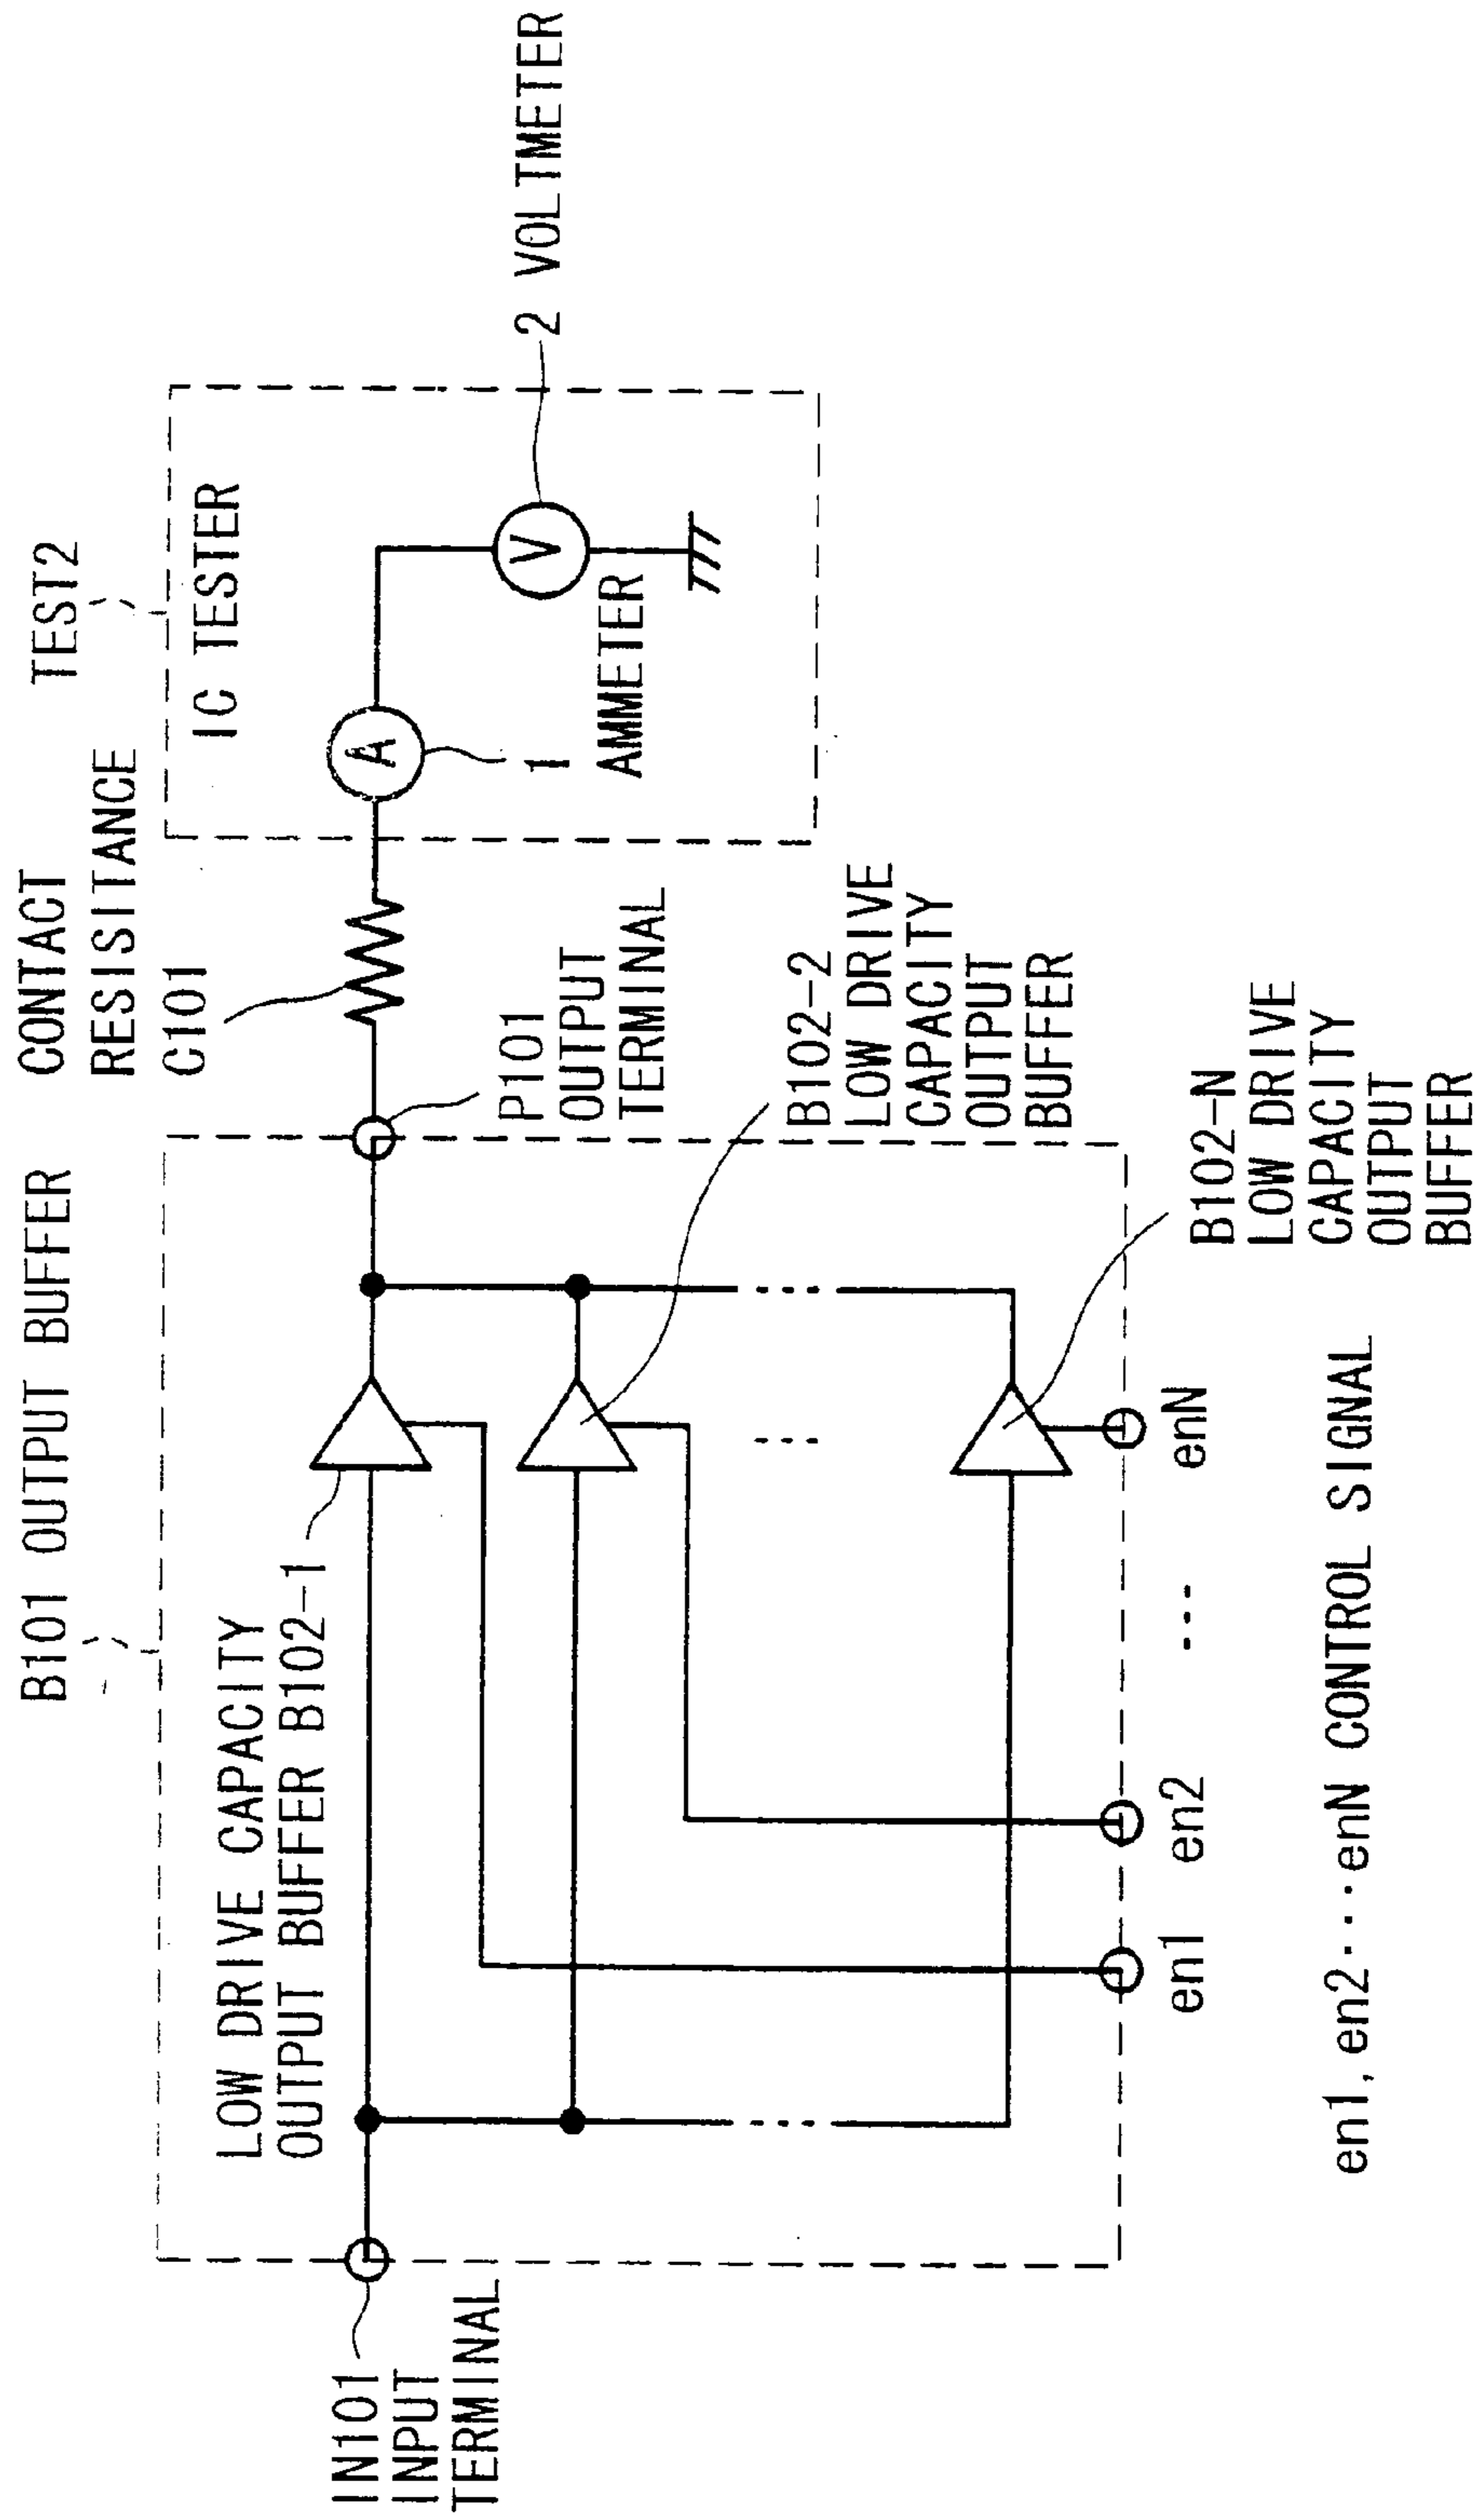 B101 OUTPUT BUFFER
CONTACT
RESISITANCE
C101
TEST2
IC TESTER
LOW DRIVE CAPACITY
OUTPUT BUFFER B102-1
IN101
INPUT
TERMINAL
A
1
AMMETER
V
2 VOLTMETER
P101
OUTPUT
TERMINAL
B102-2
LOW DRIVE
CAPACITY
OUTPUT
BUFFER
B102-N
LOW DRIVE
CAPACITY
OUTPUT
BUFFER
en1 en2 ... enN
en1,en2···enN CONTROL SIGNAL